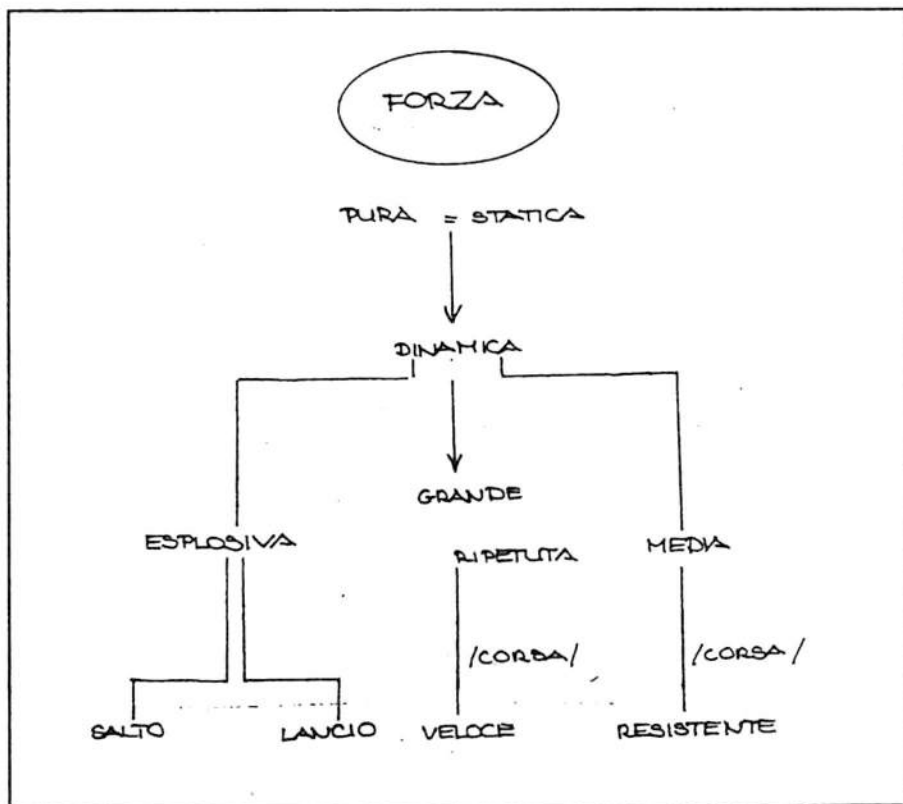 FORZA
PURA = STATICA
DINAMICA
GRANDE
ESPLOSIVA RIPETUTA MEDIA
/CORSA/ /CORSA/
SALTO LANCIO VELOCE RESISTENTE